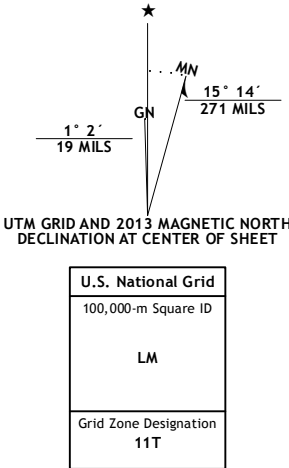 ★
MN
15° 14´
271 MILS
GN
1° 2´
19 MILS
UTM GRID AND 2013 MAGNETIC NORTH
DECLINATION AT CENTER OF SHEET
U.S. National Grid
100,000-m Square ID
LM
Grid Zone Designation
11T